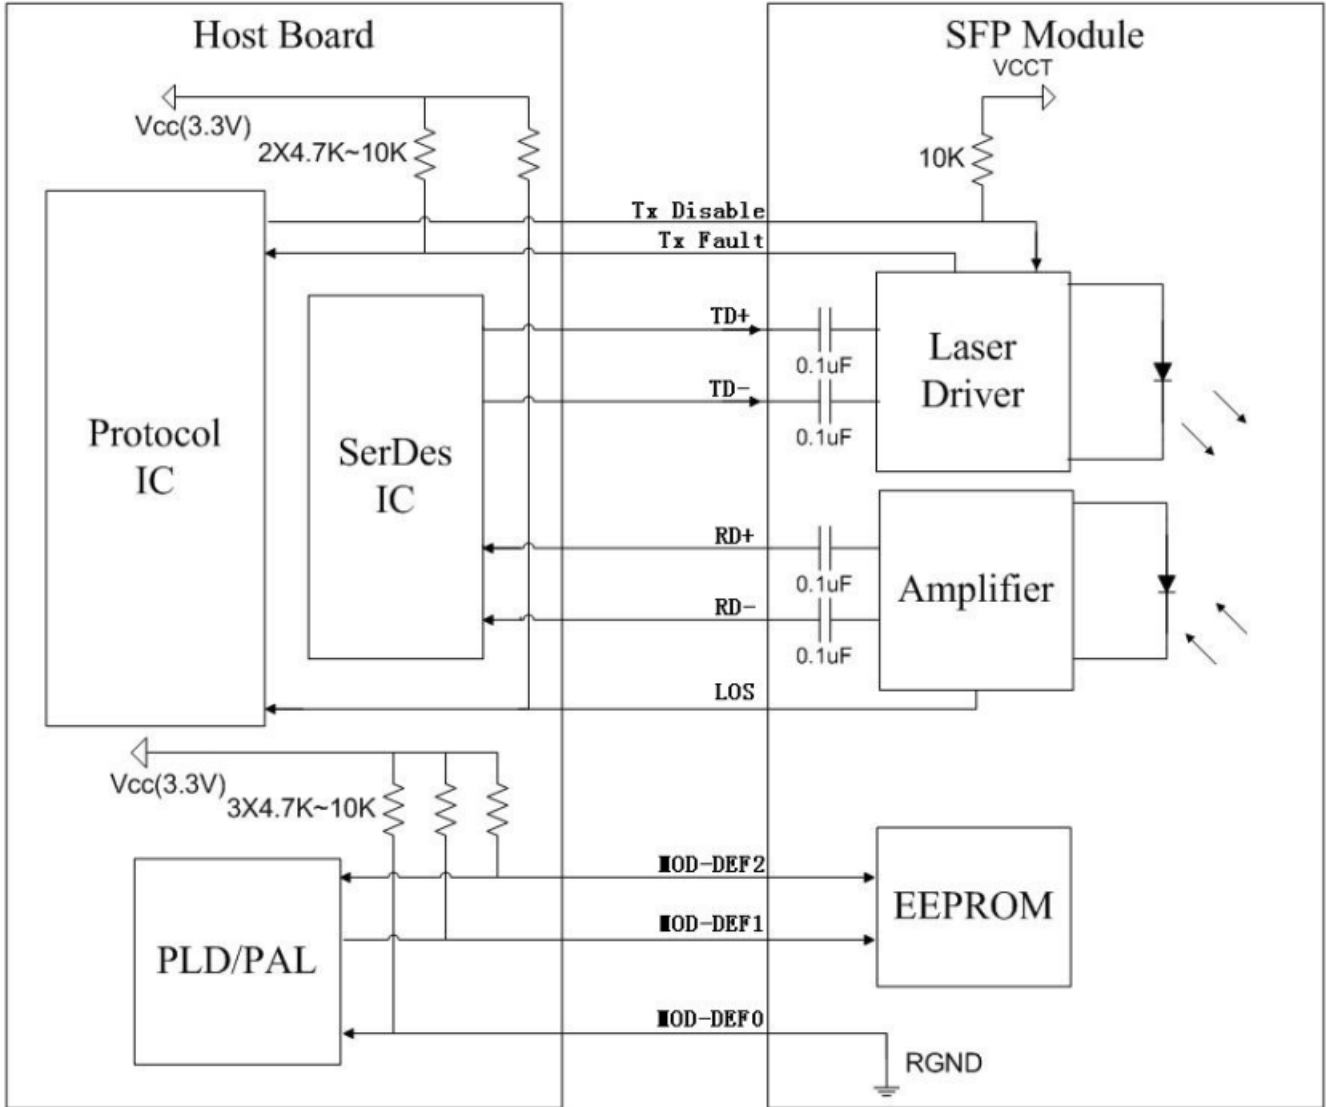 Host Board
SFP Module
VCCT
Vcc(3.3V)
2X4.7K~10K
10K
Tx Disable
Tx Fault
TD+
0.1uF
Laser
Driver
TD-
0.1uF
Protocol
IC
SerDes
IC
RD+
0.1uF
Amplifier
RD-
0.1uF
LOS
Vcc(3.3V)
3X4.7K~10K
MOD-DEF2
EEPROM
MOD-DEF1
PLD/PAL
MOD-DEF0
RGND